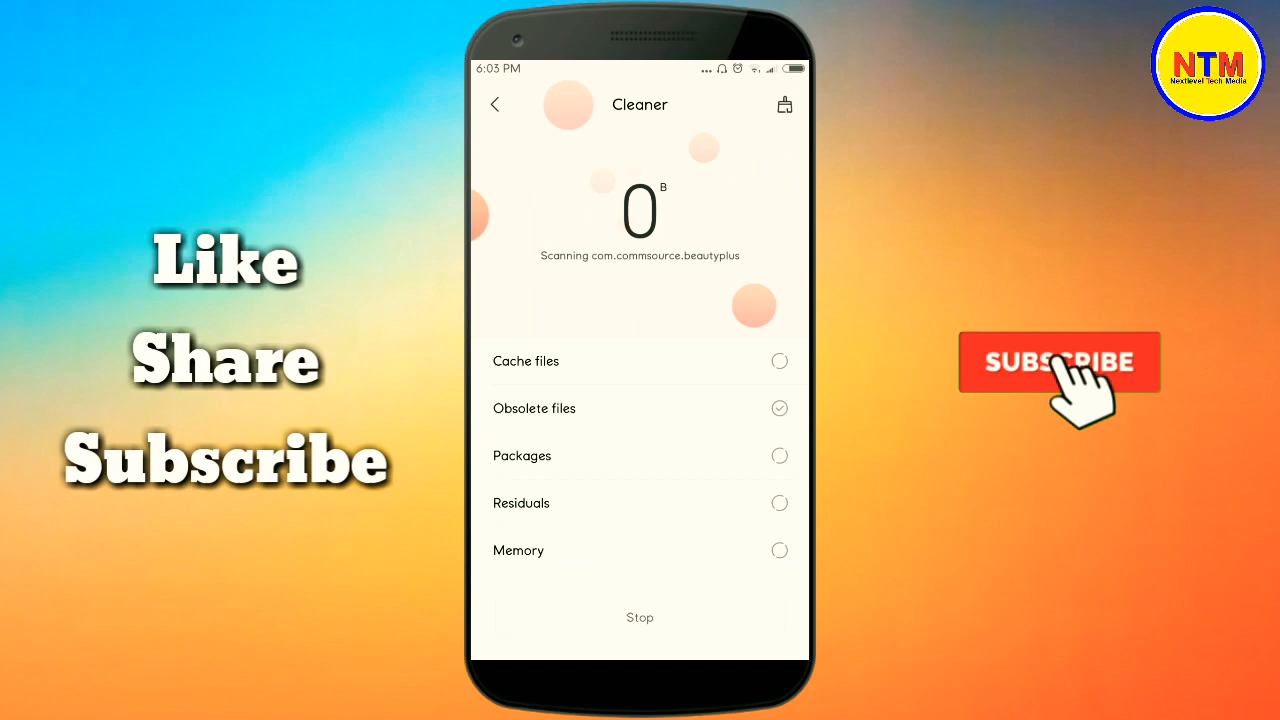 Like
Share
Subscribe
6:03 PM
Cleaner
0 B
Scanning com.commsource.beautyplus
Cache files
Obsolete files
Packages
Residuals
Memory
Stop
NTM
Nextlevel Tech Media
SUBSCRIBE